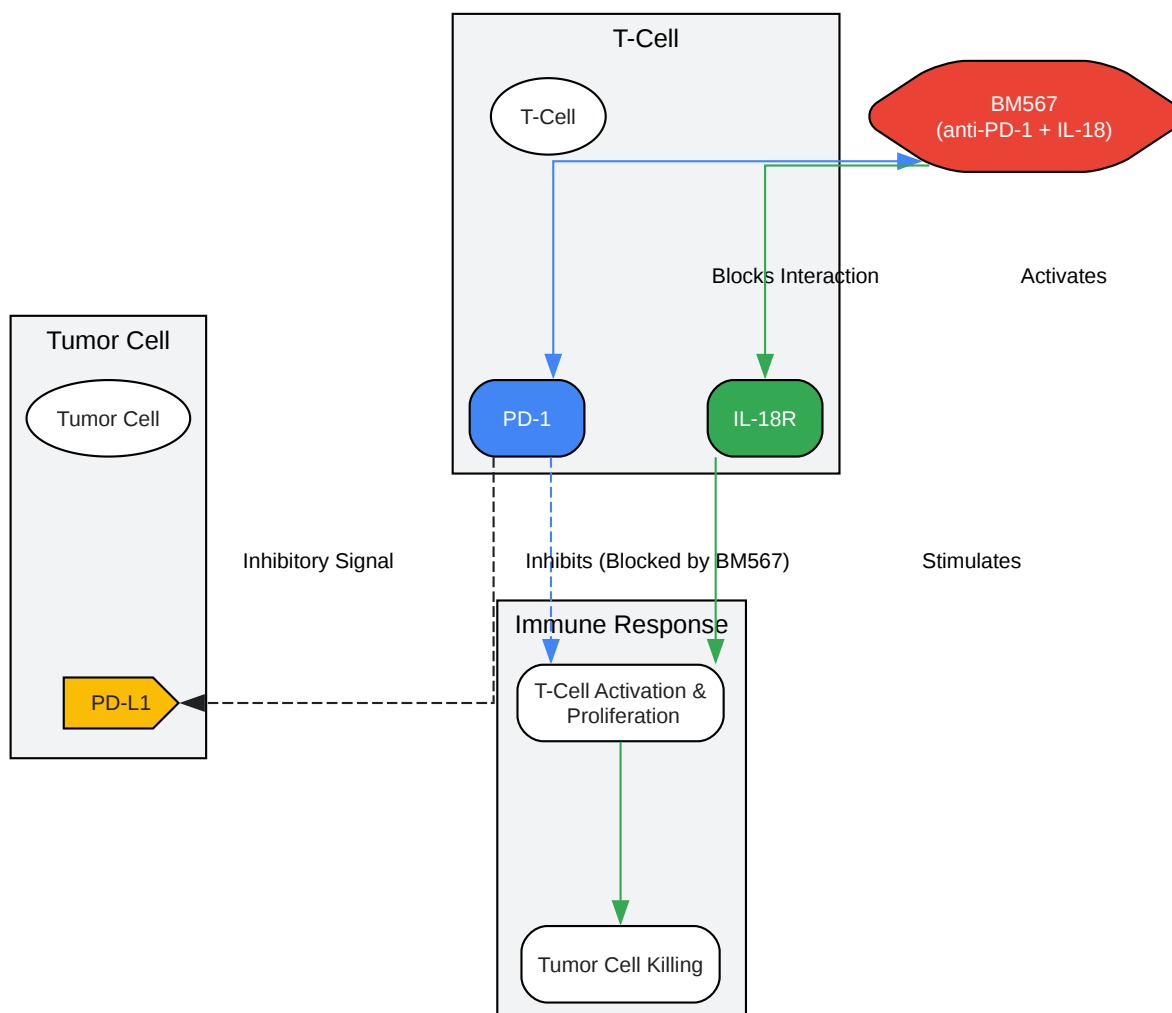 T-Cell
T-Cell
BM567
(anti-PD-1 + IL-18)
Blocks Interaction
Activates
Tumor Cell
Tumor Cell
PD-1
IL-18R
Inhibitory Signal
Inhibits (Blocked by BM567)
Stimulates
Immune Response
T-Cell Activation &
Proliferation
PD-L1
Tumor Cell Killing